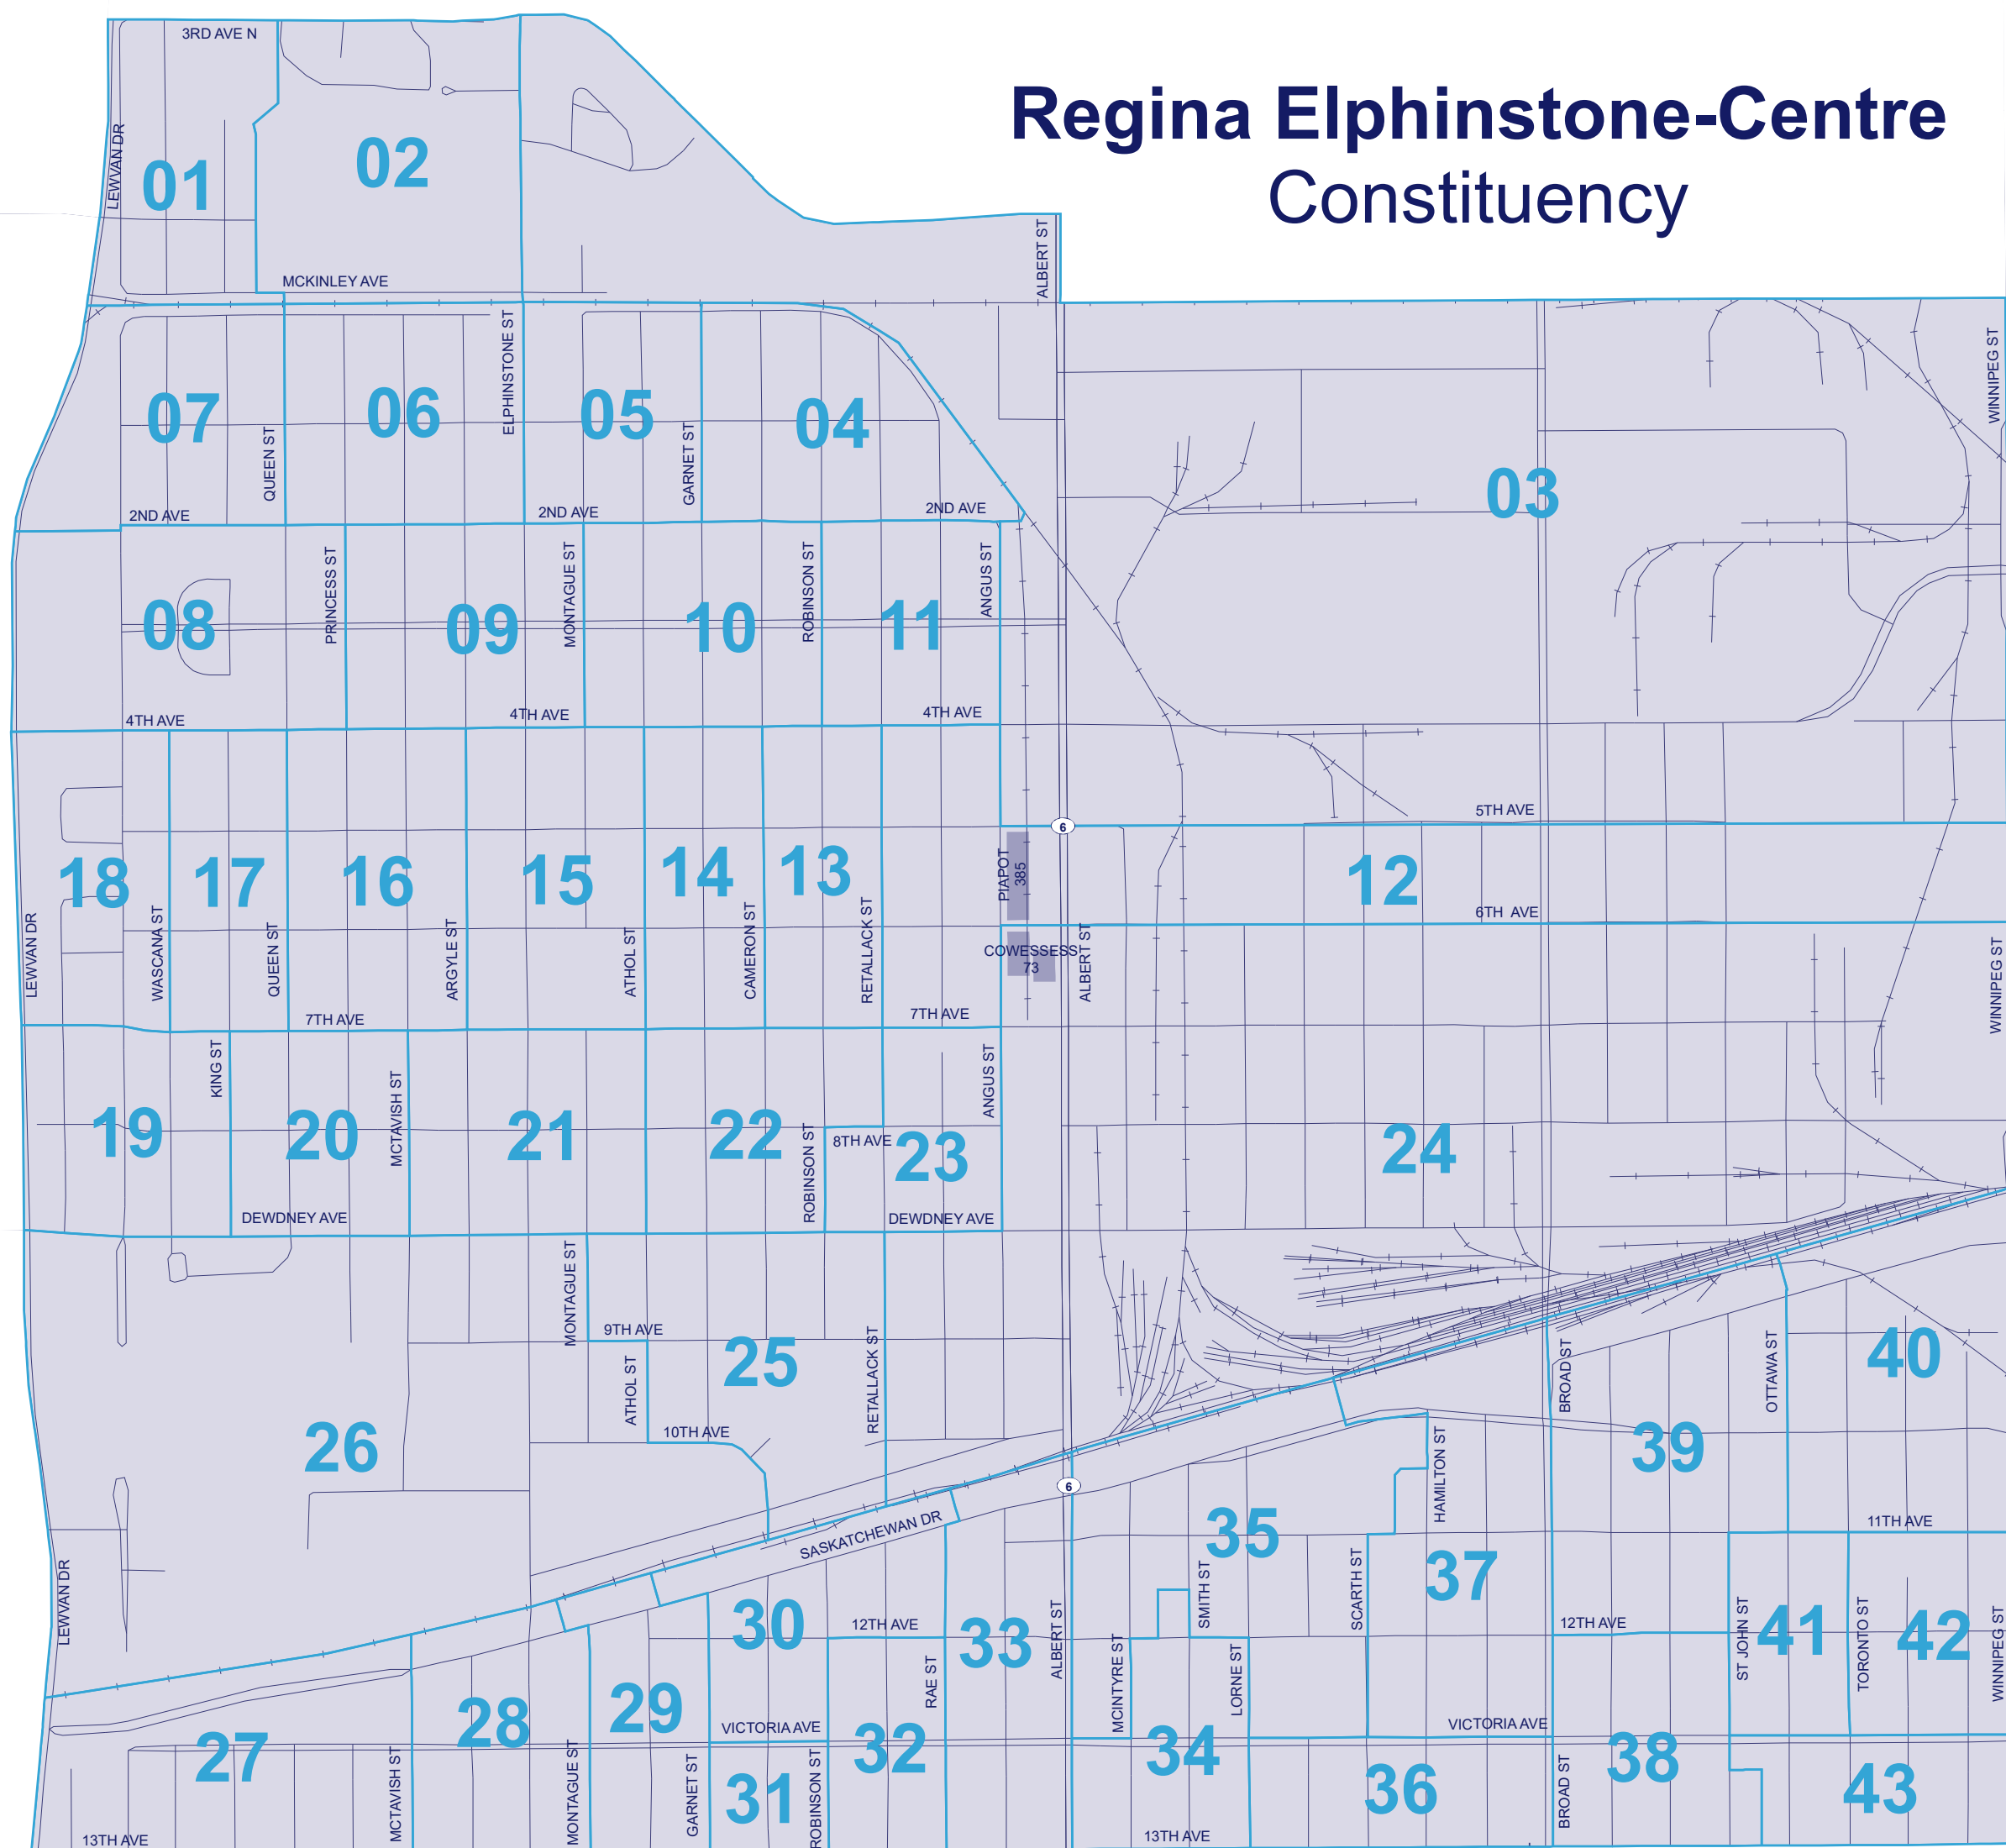 3RD AVE N
Regina Elphinstone-Centre
Constituency
LEWVAN DR
01
02
ALBERT ST
MCKINLEY AVE
ELPHINSTONE ST
WINNIPEG ST
07
06
05
04
QUEEN ST
GARNET ST
03
2ND AVE
2ND AVE
2ND AVE
PRINCESS ST
MONTAGUE ST
ROBINSON ST
ANGUS ST
08
09
10
11
4TH AVE
4TH AVE
4TH AVE
5TH AVE
6
PIAPOT
385
18
17
16
15
14
13
12
LEWVAN DR
WASCANA ST
QUEEN ST
ARGYLE ST
ATHOL ST
CAMERON ST
RETALLACK ST
6TH AVE
COWESSESS
73
ALBERT ST
WINNIPEG ST
7TH AVE
7TH AVE
KING ST
MCTAVISH ST
ANGUS ST
19
20
21
22
ROBINSON ST
8TH AVE
23
24
DEWDNEY AVE
DEWDNEY AVE
MONTAGUE ST
9TH AVE
ATHOL ST
25
RETALLACK ST
BROAD ST
OTTAWA ST
40
26
10TH AVE
39
HAMILTON ST
6
SASKATCHEWAN DR
35
11TH AVE
LEWVAN DR
SMITH ST
SCARTH ST
37
30
12TH AVE
33
ALBERT ST
12TH AVE
ST JOHN ST
41
TORONTO ST
42
WINNIPEG ST
RAE ST
MCINTYRE ST
LORNE ST
28
29
VICTORIA AVE
32
34
VICTORIA AVE
27
38
MCTAVISH ST
MONTAGUE ST
GARNET ST
31
ROBINSON ST
36
BROAD ST
43
13TH AVE
13TH AVE